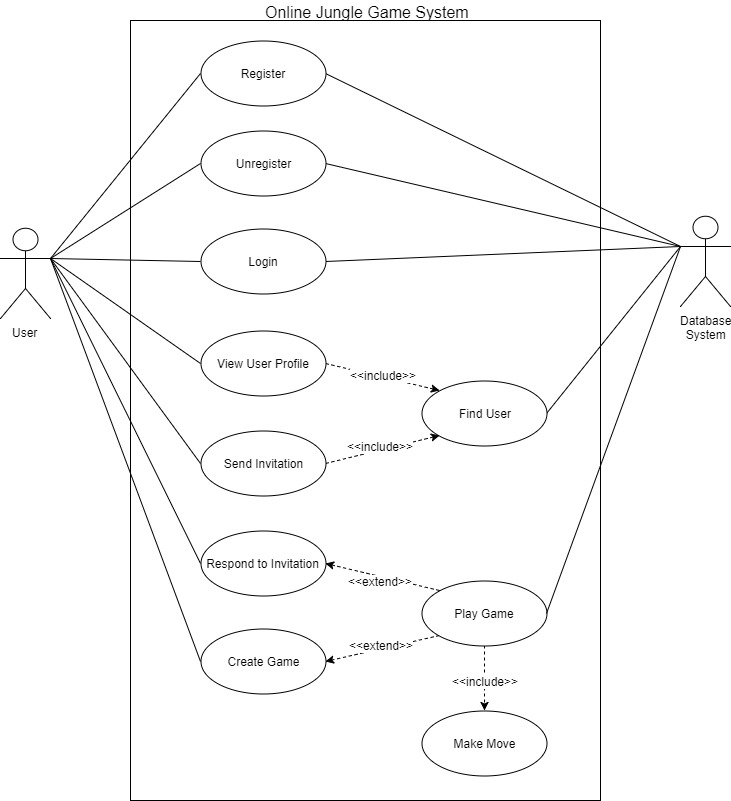 Online Jungle Game System
Register
Unregister
Login
User
Database
System
View User Profile
<<include>>
Find User
<<include>>
Send Invitation
Respond to Invitation
<<extend>>
Play Game
<<extend>>
Create Game
<<include>>
Make Move